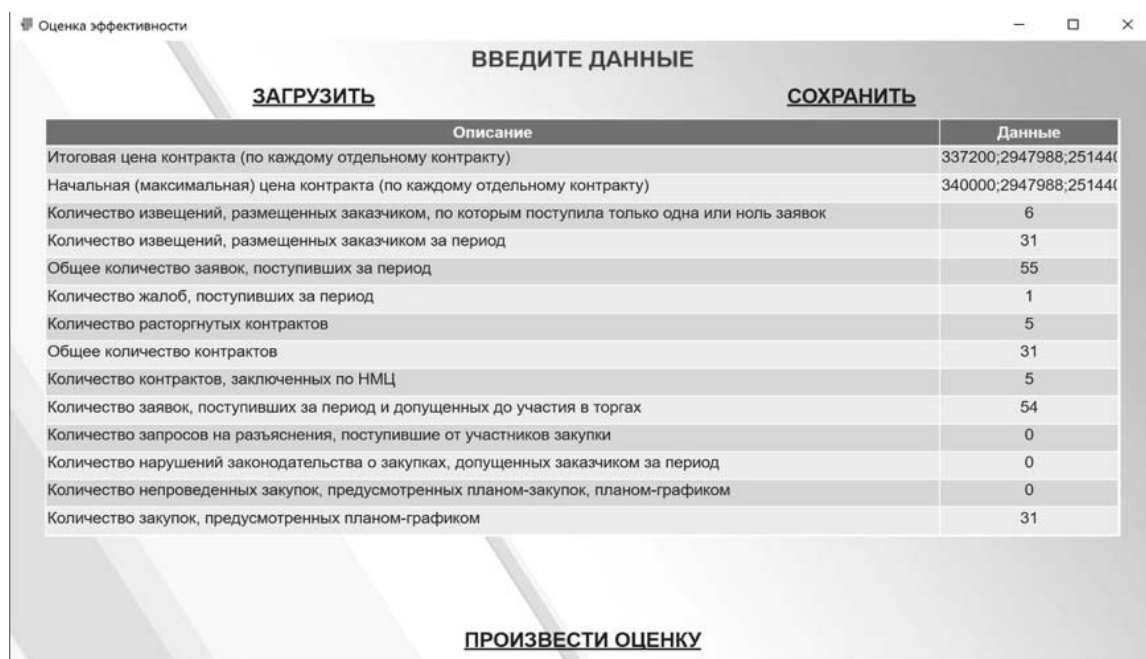 Оценка эффективности
ВВЕДИТЕ ДАННЫЕ
ЗАГРУЗИТЬ СОХРАНИТЬ
Описание Данные
Итоговая цена контракта (по каждому отдельному контракту) 337200;2947988;251440
Начальная (максимальная) цена контракта (по каждому отдельному контракту) 340000;2947988;251440
Количество извещений, размещенных заказчиком, по которым поступила только одна или ноль заявок 6
Количество извещений, размещенных заказчиком за период 31
Общее количество заявок, поступивших за период 55
Количество жалоб, поступивших за период 1
Количество расторгнутых контрактов 5
Общее количество контрактов 31
Количество контрактов, заключенных по НМЦ 5
Количество заявок, поступивших за период и допущенных до участия в торгах 54
Количество запросов на разъяснения, поступившие от участников закупки 0
Количество нарушений законодательства о закупках, допущенных заказчиком за период 0
Количество непроведенных закупок, предусмотренных планом-закупок, планом-графиком 0
Количество закупок, предусмотренных планом-графиком 31
ПРОИЗВЕСТИ ОЦЕНКУ